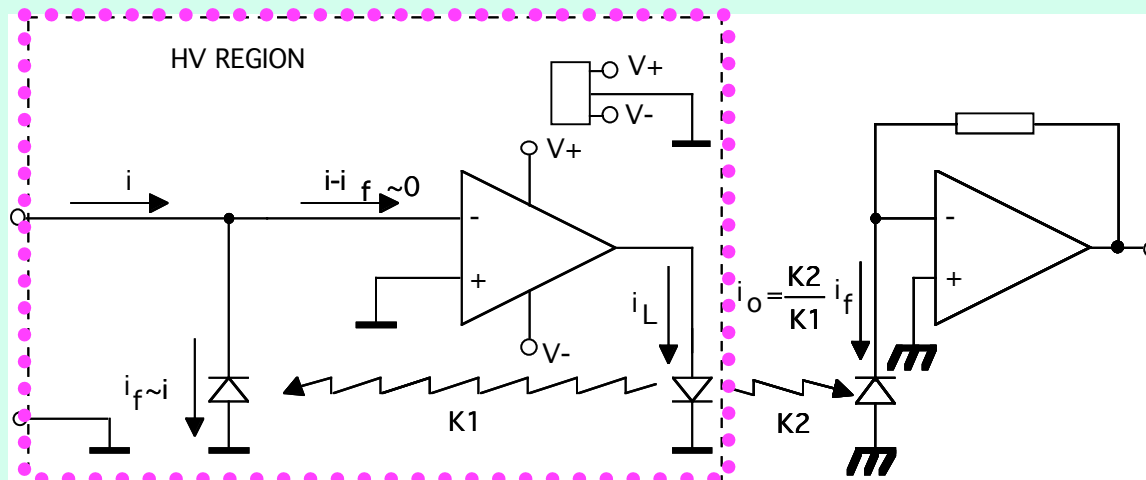 HV REGION
V+
V-
V+
i
i-i f ~0
-
+
V-
i L
i f ~i
K1
K2
i o = K2/K1 i f
-
+